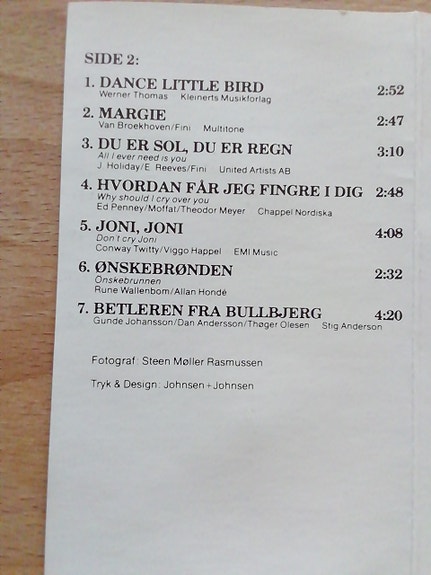 SIDE 2:
1. DANCE LITTLE BIRD 2:52
Werner Thomas Kleinerts Musikforlag
2. MARGIE 2:47
Van Broekhoven/Fini Multitone
3. DU ER SOL, DU ER REGN 3:10
All I ever need is you
J. Holiday/E. Reeves/Fini United Artists AB
4. HVORDAN FÅR JEG FINGRE I DIG 2:48
Why should I cry over you
Ed Penney/Moffat/Theodor Meyer Chappel Nordiska
5. JONI, JONI 4:08
Don't cry Joni
Conway Twitty/Viggo Happel EMI Music
6. ØNSKEBRØNDEN 2:32
Önskebrunnen
Rune Wallenbom/Allan Hondé
7. BETLEREN FRA BULLBJERG 4:20
Gunde Johansson/Dan Andersson/Thøger Olesen Stig Anderson
Fotograf: Steen Møller Rasmussen
Tryk & Design: Johnsen+Johnsen